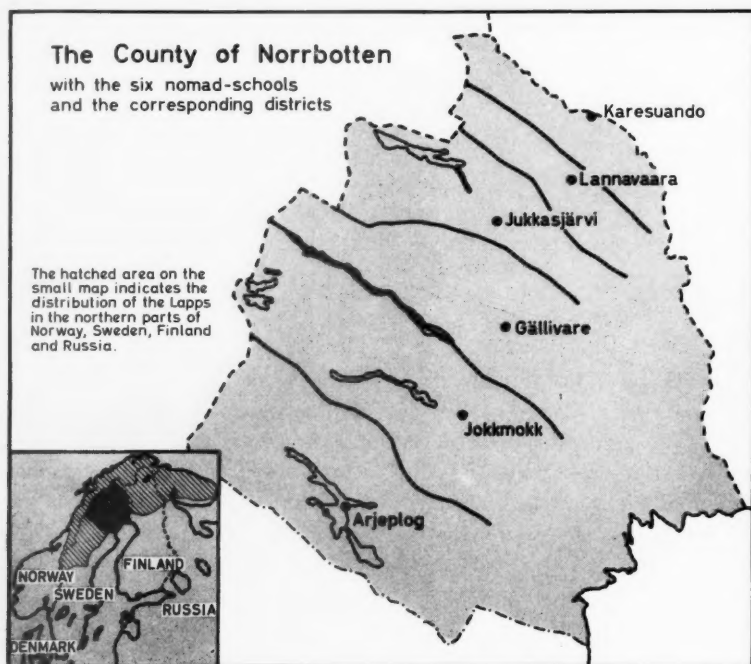 The County of Norrbotten
with the six nomad-schools
and the corresponding districts
Karesuando
Lannavaara
Jukkasjärvi
The hatched area on the
small map indicates the
distribution of the Lapps
in the northern parts of
Norway, Sweden, Finland
and Russia.
Gällivare
Jokkmokk
Arjeplog
FINLAND
NORWAY
SWEDEN
RUSSIA
DENMARK